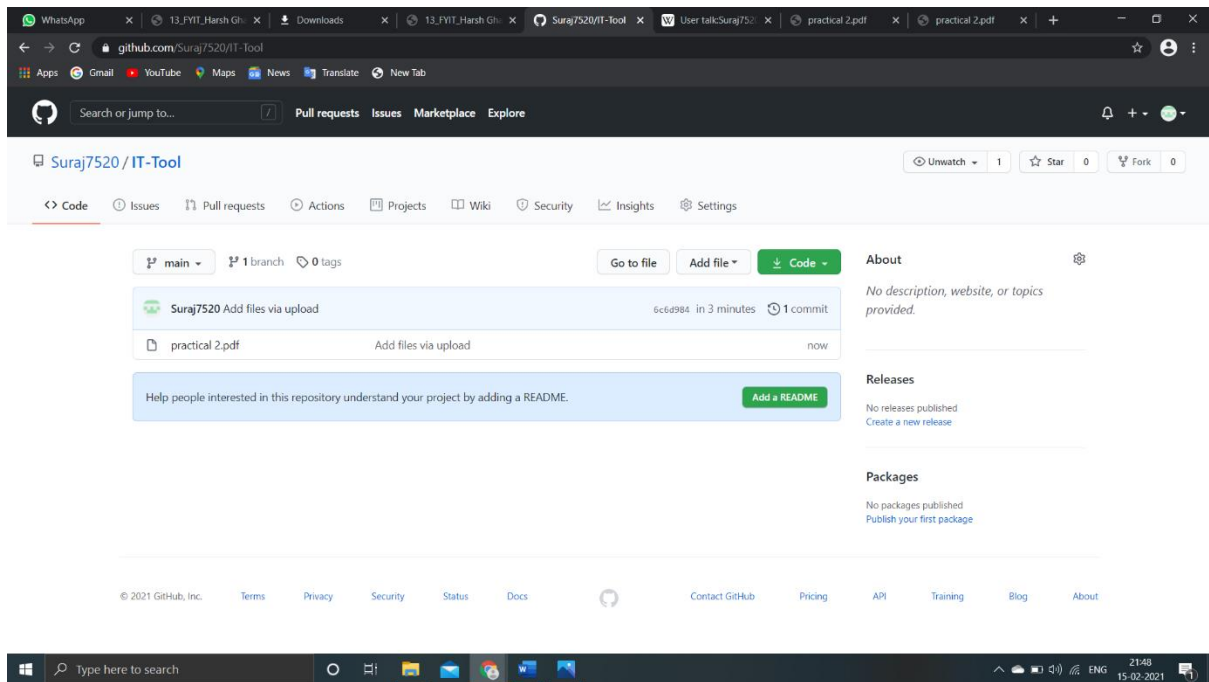 WhatsApp 13_FYIT_Harsh Gh Downloads 13_FYIT_Harsh Gh Suraj7520/IT-Tool User talk:Suraj752 practical 2.pdf practical 2.pdf
github.com/Suraj7520/IT-Tool
Apps Gmail YouTube Maps News Translate New Tab
Search or jump to... / Pull requests Issues Marketplace Explore
Suraj7520 / IT-Tool Unwatch 1 Star 0 Fork 0
Code Issues Pull requests Actions Projects Wiki Security Insights Settings
main 1 branch 0 tags Go to file Add file Code
About
No description, website, or topics
provided.
Suraj7520 Add files via upload 6c6d984 in 3 minutes 1 commit
practical 2.pdf Add files via upload now
Help people interested in this repository understand your project by adding a README. Add a README
Releases
No releases published
Create a new release
Packages
No packages published
Publish your first package
© 2021 GitHub, Inc. Terms Privacy Security Status Docs Contact GitHub Pricing API Training Blog About
Type here to search ENG 21:48
15-02-2021